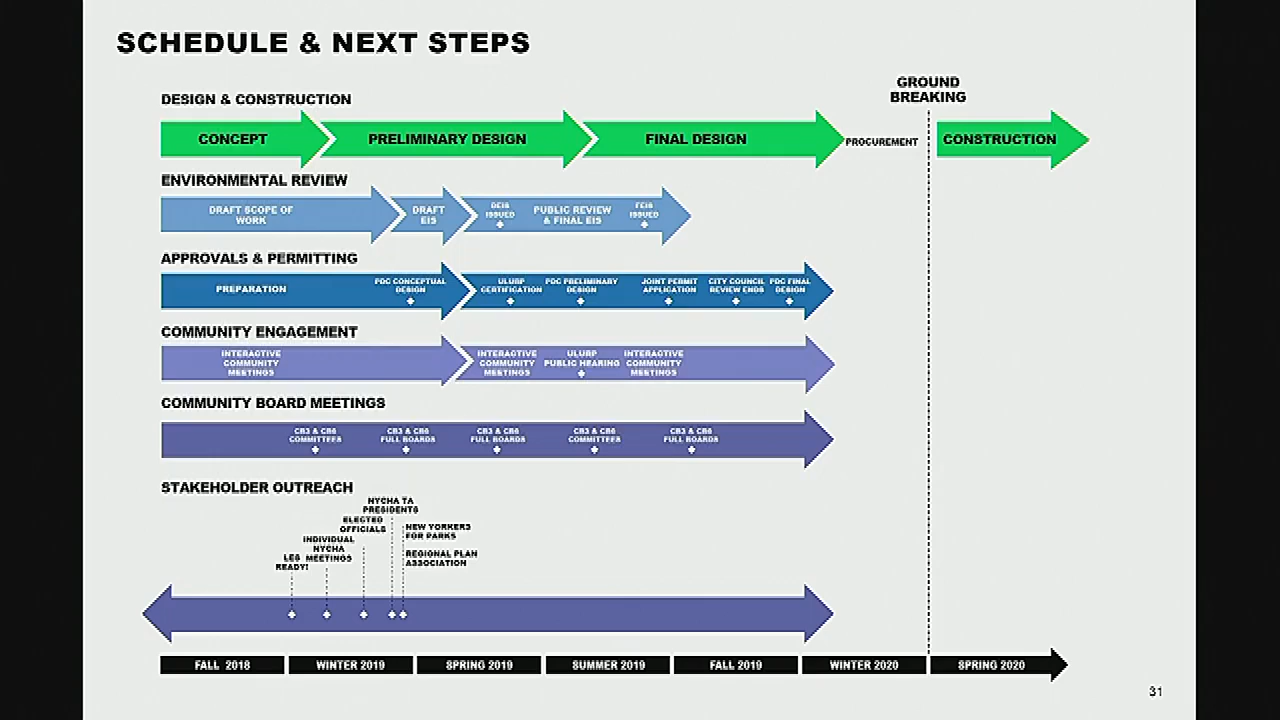 SCHEDULE & NEXT STEPS
GROUND
BREAKING
DESIGN & CONSTRUCTION
CONCEPT
PRELIMINARY DESIGN
FINAL DESIGN
PROCUREMENT
CONSTRUCTION
ENVIRONMENTAL REVIEW
DRAFT SCOPE OF
WORK
DRAFT
EIS
DEIS
ISSUED
PUBLIC REVIEW
& FINAL EIS
FEIS
ISSUED
APPROVALS & PERMITTING
PREPARATION
PDC CONCEPTUAL
DESIGN
ULURP
CERTIFICATION
PDC PRELIMINARY
DESIGN
JOINT PERMIT
APPLICATION
CITY COUNCIL
REVIEW ENDS
PDC FINAL
DESIGN
COMMUNITY ENGAGEMENT
INTERACTIVE
COMMUNITY
MEETINGS
INTERACTIVE
COMMUNITY
MEETINGS
ULURP
PUBLIC HEARING
INTERACTIVE
COMMUNITY
MEETINGS
COMMUNITY BOARD MEETINGS
CB3 & CB6
COMMITTEES
CB3 & CB6
FULL BOARDS
CB3 & CB6
FULL BOARDS
CB3 & CB6
COMMITTEES
CB3 & CB6
FULL BOARDS
STAKEHOLDER OUTREACH
LES
READY!
INDIVIDUAL
NYCHA
MEETINGS
ELECTED
OFFICIALS
NYCHA TA
PRESIDENTS
NEW YORKERS
FOR PARKS
REGIONAL PLAN
ASSOCIATION
FALL 2018
WINTER 2019
SPRING 2019
SUMMER 2019
FALL 2019
WINTER 2020
SPRING 2020
31